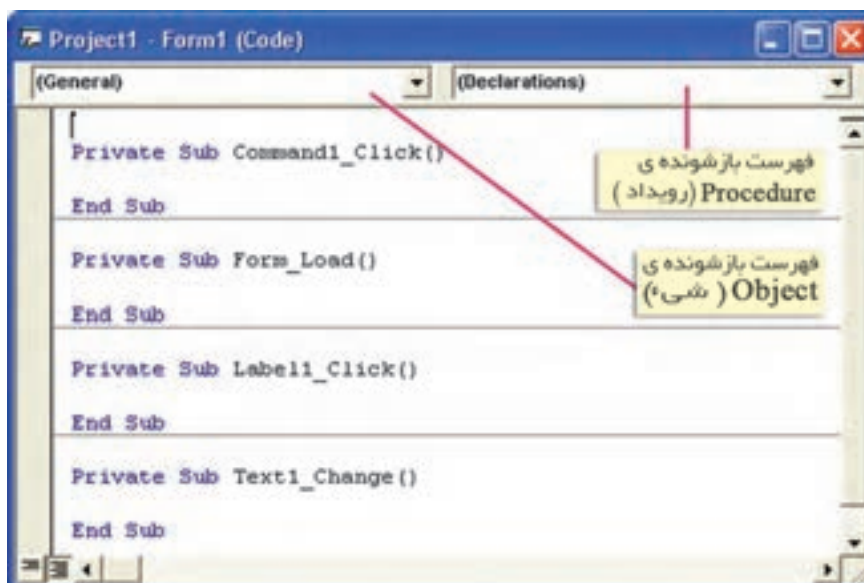 Project1 - Form1 (Code)
(General) (Declarations)
Private Sub Command1_Click()
End Sub
Private Sub Form_Load()
End Sub
Private Sub Label1_Click()
End Sub
Private Sub Text1_Change()
End Sub
فهرست بازشونده ی
Procedure (رویداد )
فهرست بازشونده ی
Object ( شیء)